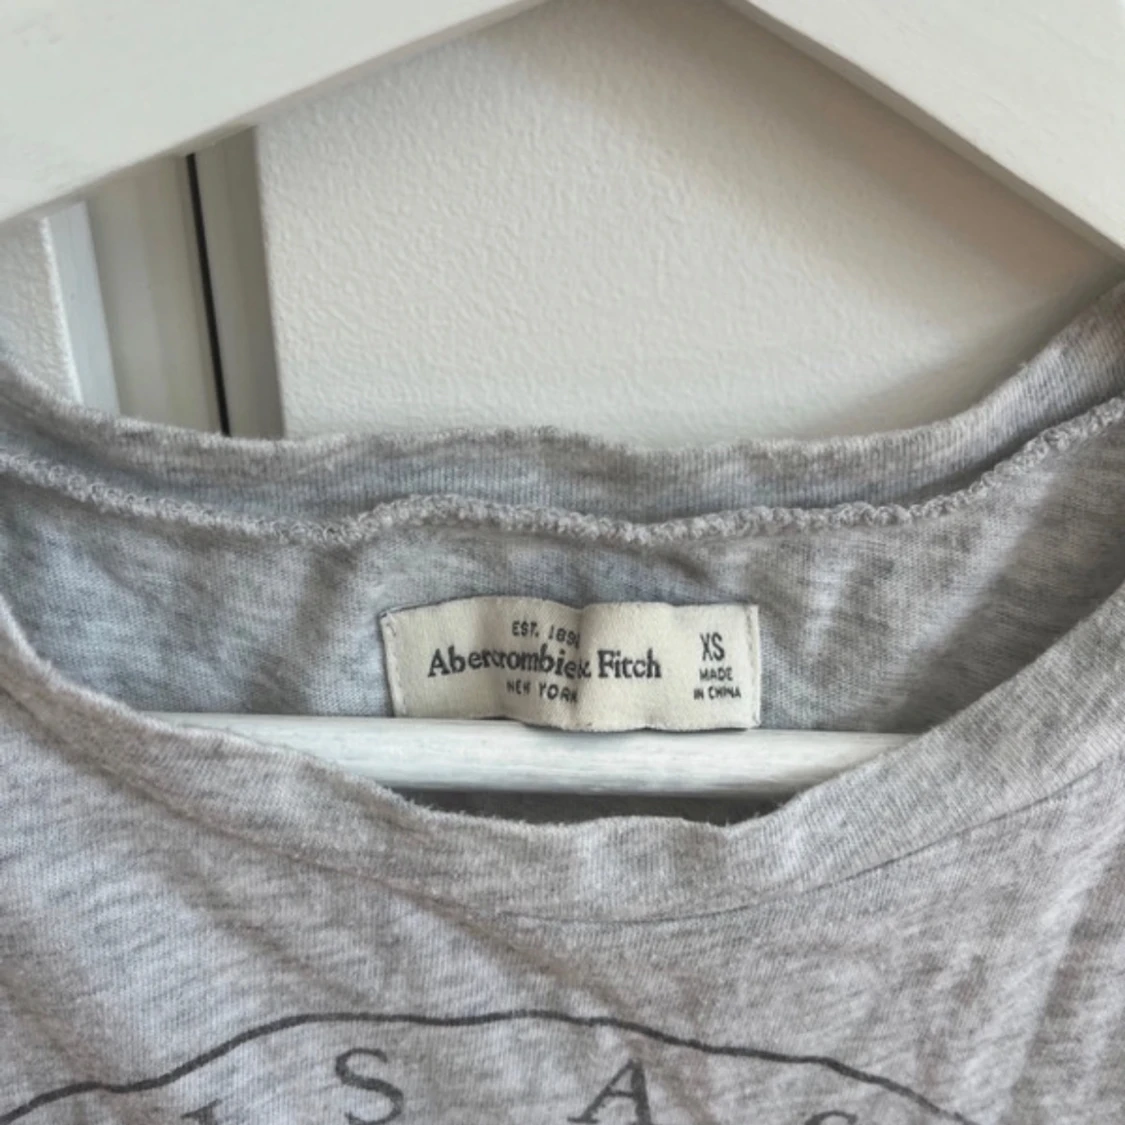 EST. 1892
Abercrombie & Fitch
NEW YORK
XS
MADE
IN CHINA
S A